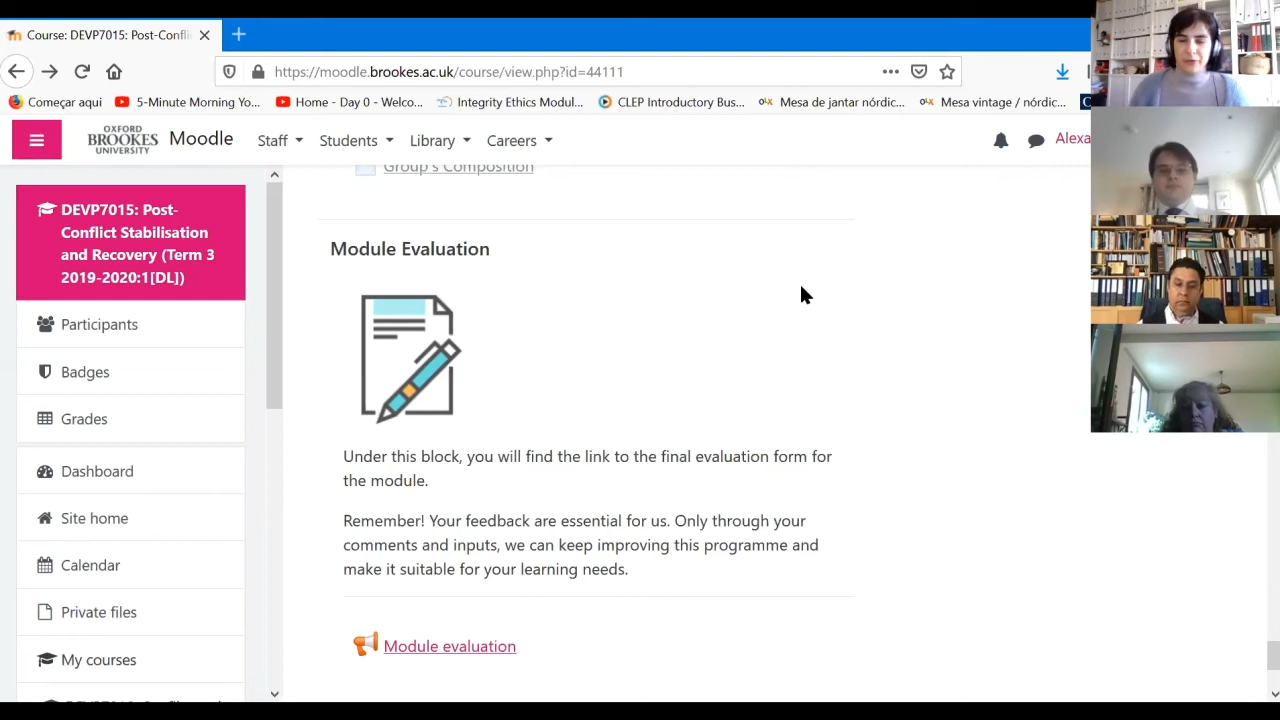 Course: DEVP7015: Post-Confli
https://moodle.brookes.ac.uk/course/view.php?id=44111
Começar aqui
5-Minute Morning Yo...
Home - Day 0 - Welco...
Integrity Ethics Modul...
CLEP Introductory Bus...
Mesa de jantar nórdic...
Mesa vintage / nórdic...
OXFORD
BROOKES
UNIVERSITY
Moodle
Staff
Students
Library
Careers
Alexa
DEVP7015: Post-
Conflict Stabilisation
and Recovery (Term 3
2019-2020:1[DL])
Participants
Badges
Grades
Dashboard
Site home
Calendar
Private files
My courses
Group's Composition
Module Evaluation
Under this block, you will find the link to the final evaluation form for
the module.
Remember! Your feedback are essential for us. Only through your
comments and inputs, we can keep improving this programme and
make it suitable for your learning needs.
Module evaluation